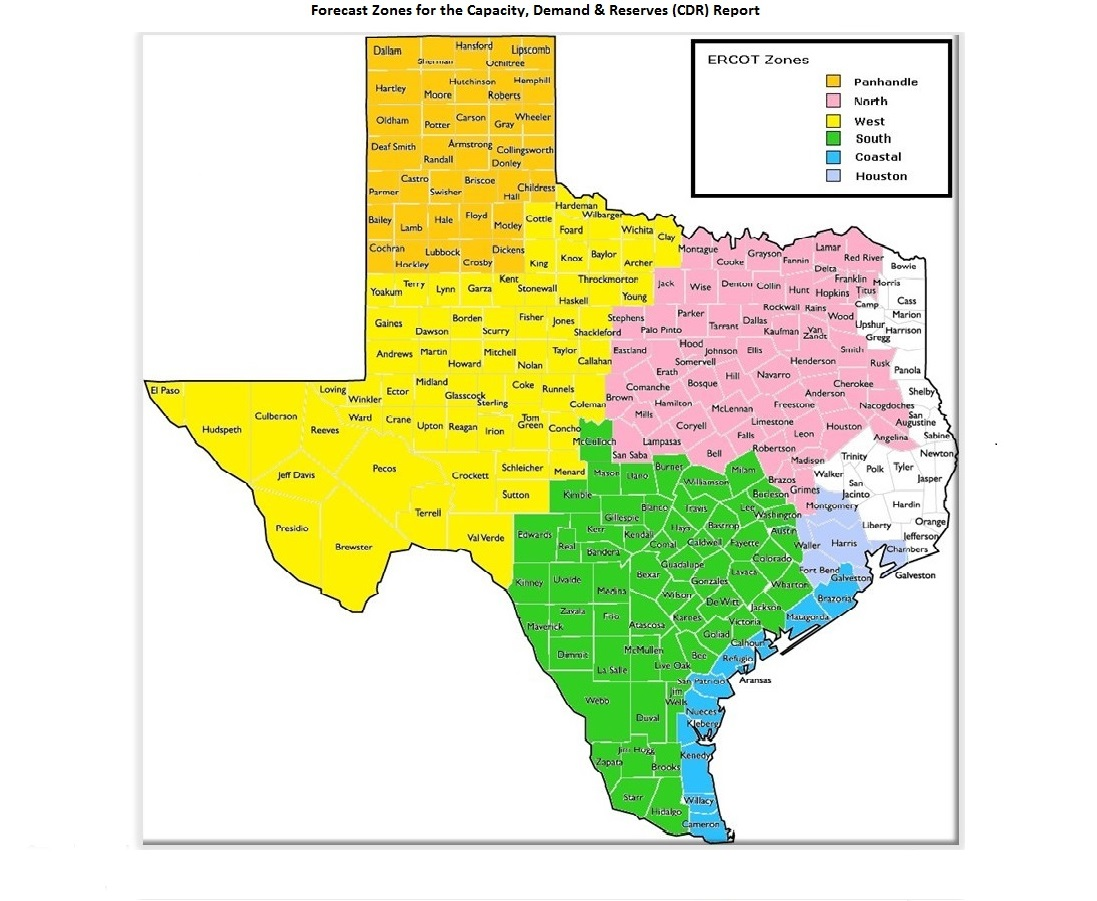 Forecast Zones for the Capacity, Demand & Reserves (CDR) Report
ERCOT Zones
Panhandle
North
West
South
Coastal
Houston
Dallam Hansford Lipscomb
Sherman Ochiltree
Hutchinson Hemphill
Hartley Moore Roberts
Oldham Potter Carson Gray Wheeler
Deaf Smith Armstrong Collingsworth
Randall Donley
Castro Briscoe Childress
Parmer Swisher Hall
Hardeman
Bailey Lamb Hale Floyd Motley Cottle Foard Wilbarger Wichita Clay
Cochran Hockley Lubbock Crosby Dickens King Knox Baylor Archer
Montague Cooke Grayson Fannin Lamar Red River Bowie
Delta Franklin Titus Morris Cass
Yoakum Terry Lynn Garza Kent Stonewall Haskell Throckmorton Young Jack Wise Denton Collin Hunt Hopkins Camp Marion
Rockwall Rains Wood Upshur Harrison
Gaines Dawson Borden Scurry Fisher Jones Shackleford Stephens Palo Pinto Parker Tarrant Dallas Kaufman Van
Zandt Gregg
Andrews Martin Howard Mitchell Nolan Taylor Callahan Eastland Erath Hood Somervell Johnson Ellis Henderson Smith Rusk Panola
El Paso Hudspeth Culberson Reeves Loving Winkler Ward Ector Crane Midland Upton Glasscock Reagan Sterling Irion Coke Tom
Green Runnels Concho Coleman Brown Comanche Mills Hamilton Bosque Hill Navarro McLennan Freestone Limestone Anderson Cherokee Nacogdoches Shelby San
Augustine Sabine
McCulloch San Saba Lampasas Coryell Bell Falls Robertson Leon Houston Angelina Newton
Jeff Davis Pecos Crockett Schleicher Menard Mason Llano Burnet Williamson Milam Brazos Madison Grimes Walker Trinity Polk Tyler Jasper
San
Jacinto
Presidio Brewster Terrell Sutton Val Verde Kimble Gillespie Blanco Travis Lee Burleson Washington Montgomery Hardin Liberty Orange Jefferson Chambers
Edwards Real Kerr Bandera Kendall Comal Hays Caldwell Bastrop Fayette Austin Waller Harris
Kinney Uvalde Medina Bexar Guadalupe Gonzales Lavaca Colorado Wharton Fort Bend Galveston Galveston Brazoria
Maverick Zavala Frio Atascosa Wilson Karnes De Witt Victoria Jackson Matagorda
Dimmit La Salle McMullen Live Oak Bee Goliad Refugio Calhoun Aransas
Webb Duval Jim
Wells San Patricio Nueces Kleberg
Zapata Jim Hogg Brooks Kenedy
Starr Hidalgo Willacy Cameron